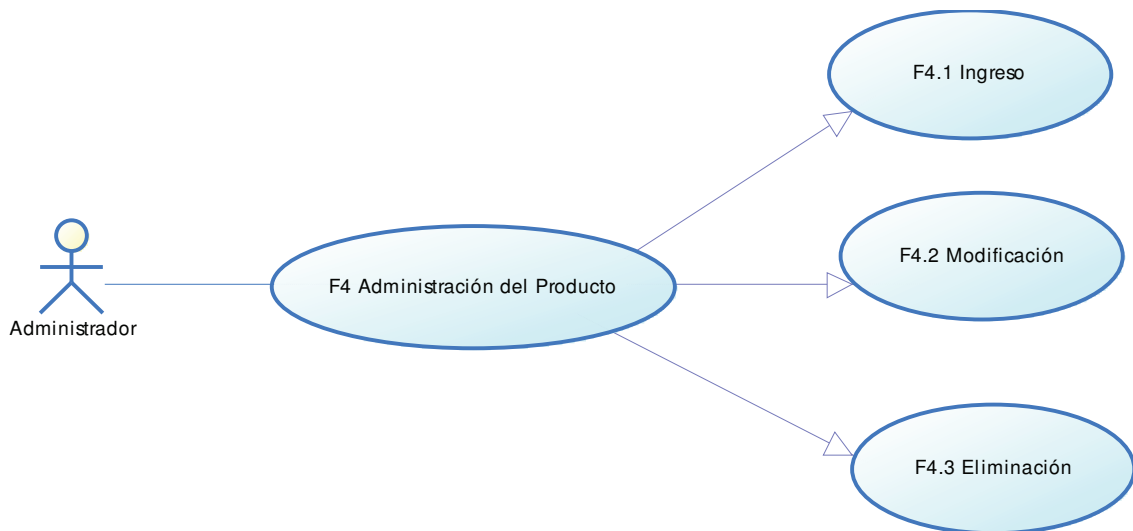 F4.1 Ingreso
F4.2 Modificación
F4 Administración del Producto
Administrador
F4.3 Eliminación